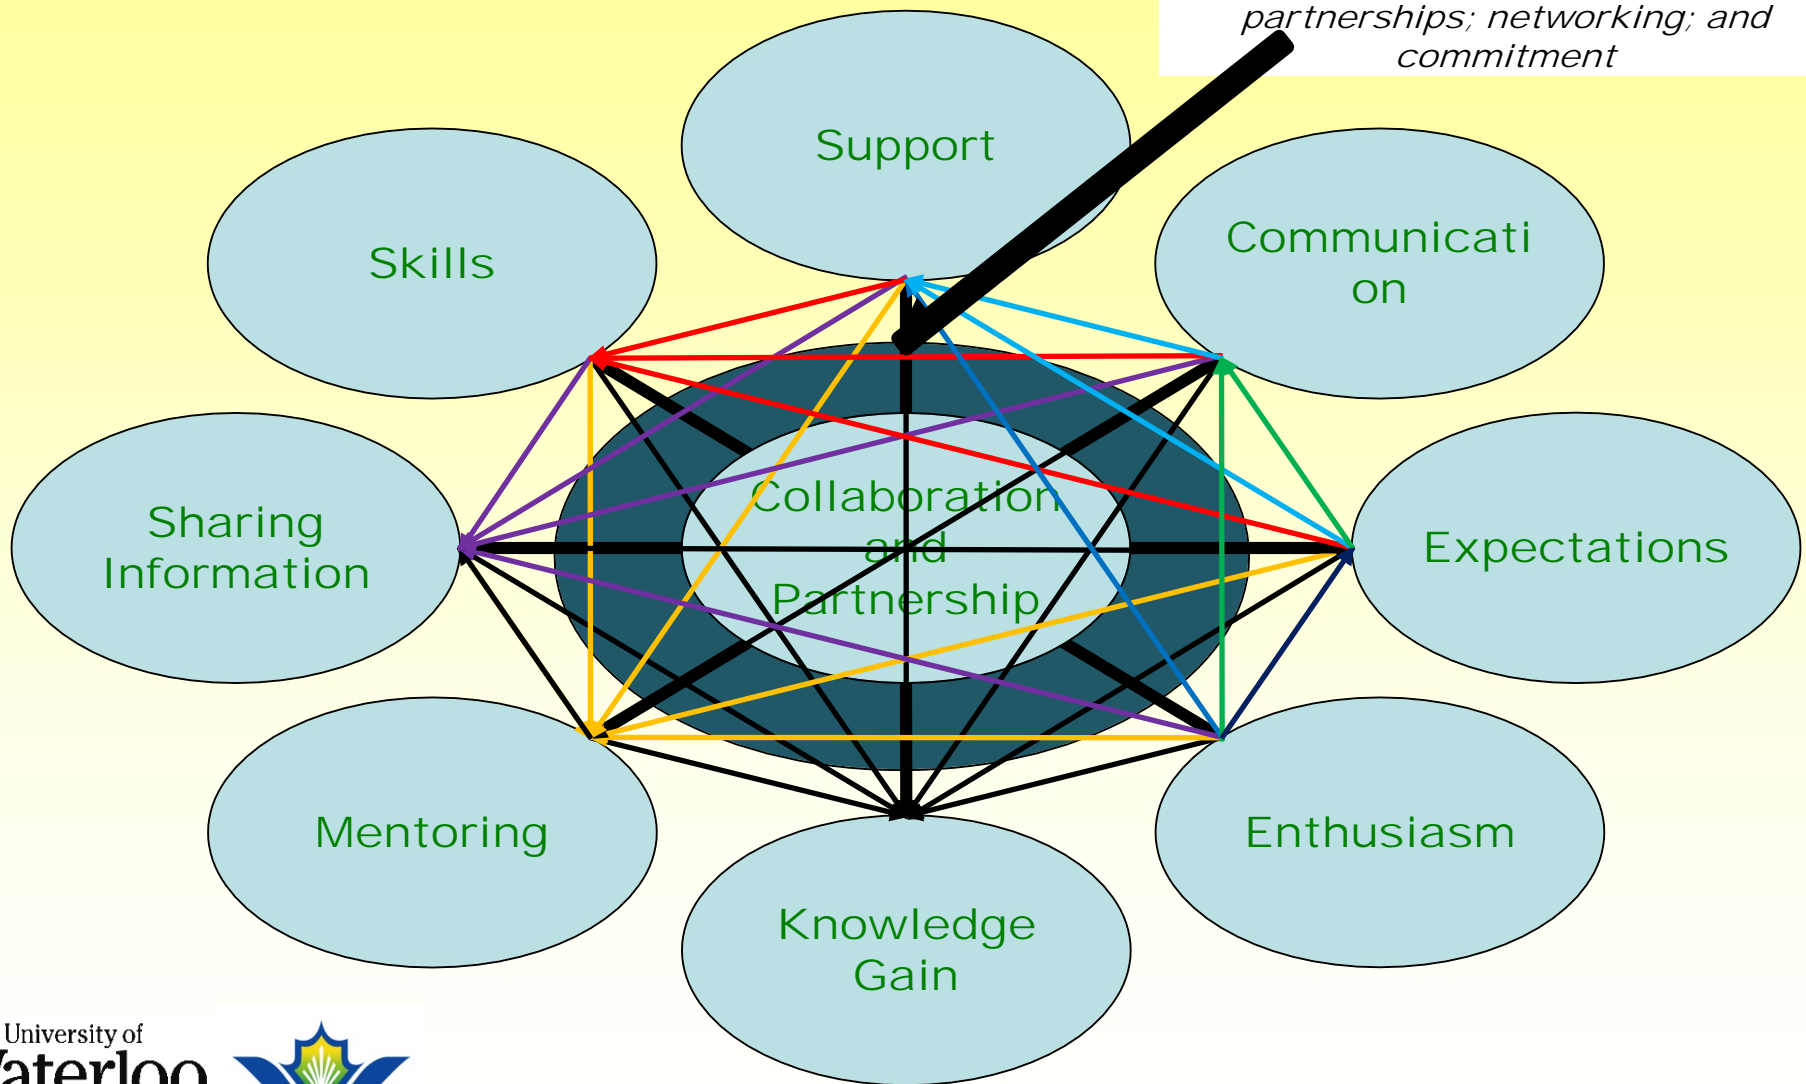 partnerships; networking; and
commitment
Support
Communicati
on
Skills
Collaboration
and
Partnership
Sharing
Information
Expectations
Mentoring
Enthusiasm
Knowledge
Gain
University of
Waterloo